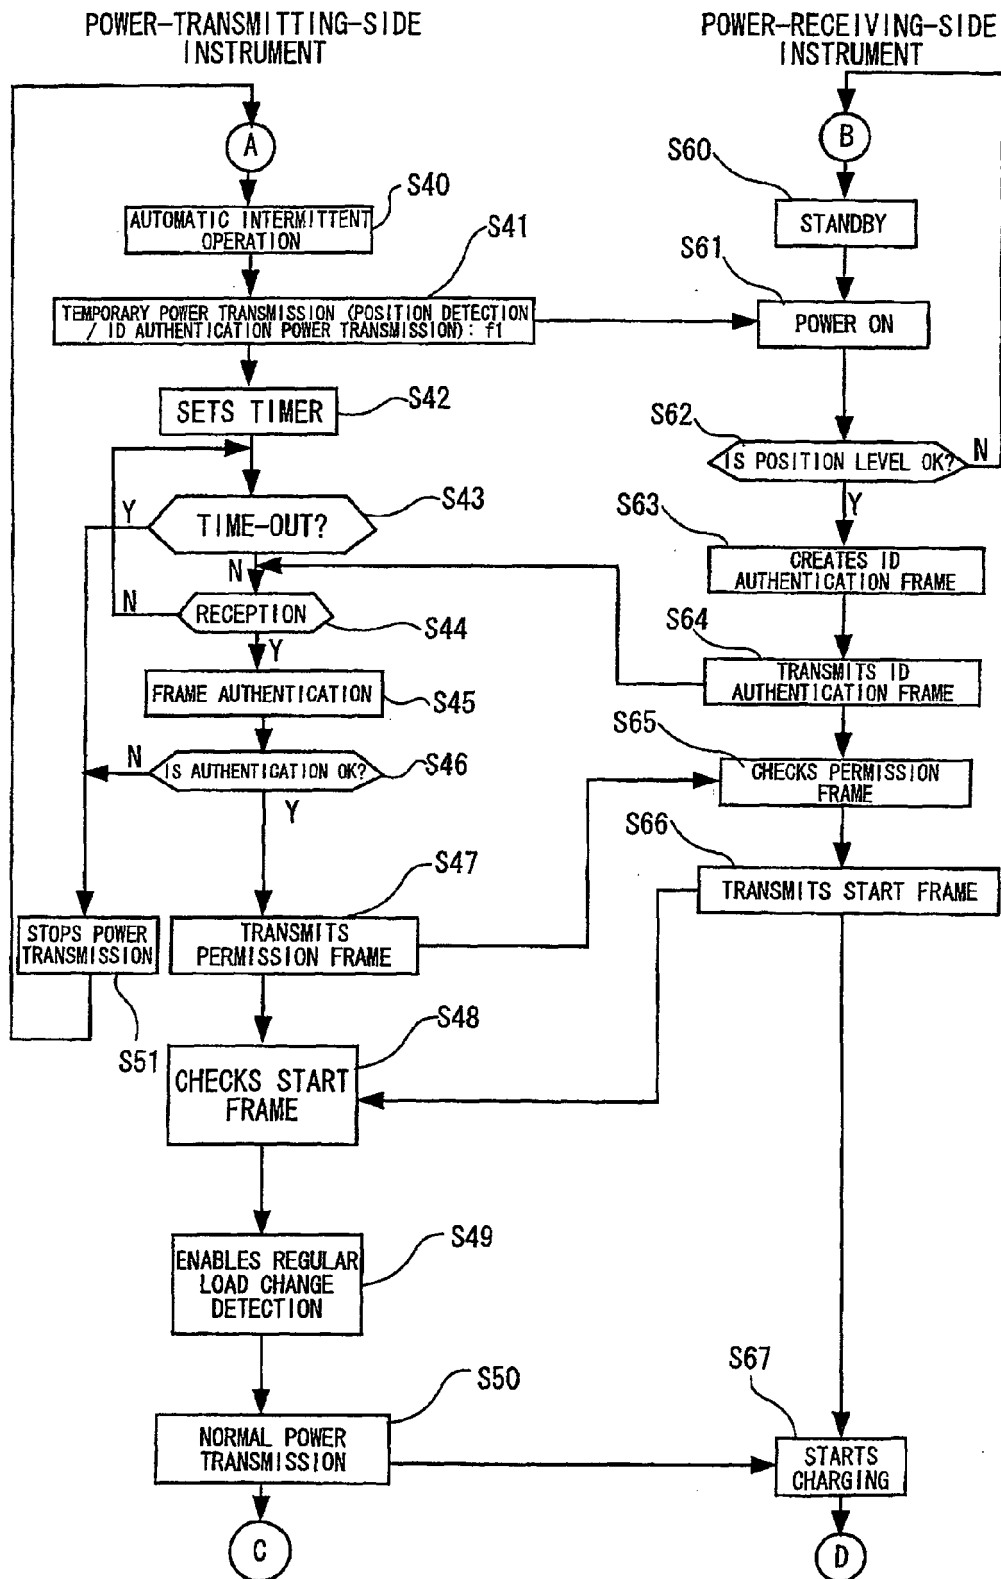 POWER-TRANSMITTING-SIDE
INSTRUMENT
POWER-RECEIVING-SIDE
INSTRUMENT
A
B
S40
S60
AUTOMATIC INTERMITTENT
OPERATION
STANDBY
S41
S61
TEMPORARY POWER TRANSMISSION (POSITION DETECTION
/ ID AUTHENTICATION POWER TRANSMISSION): f1
POWER ON
S42
SETS TIMER
S62
IS POSITION LEVEL OK?
N
Y
S43
TIME-OUT?
Y
N
S63
CREATES ID
AUTHENTICATION FRAME
N
RECEPTION
S44
Y
S64
TRANSMITS ID
AUTHENTICATION FRAME
FRAME AUTHENTICATION
S45
S65
N
IS AUTHENTICATION OK?
S46
Y
CHECKS PERMISSION
FRAME
S66
S47
TRANSMITS START FRAME
STOPS POWER
TRANSMISSION
TRANSMITS
PERMISSION FRAME
S51
S48
CHECKS START
FRAME
S49
ENABLES REGULAR
LOAD CHANGE
DETECTION
S50
S67
NORMAL POWER
TRANSMISSION
STARTS
CHARGING
C
D